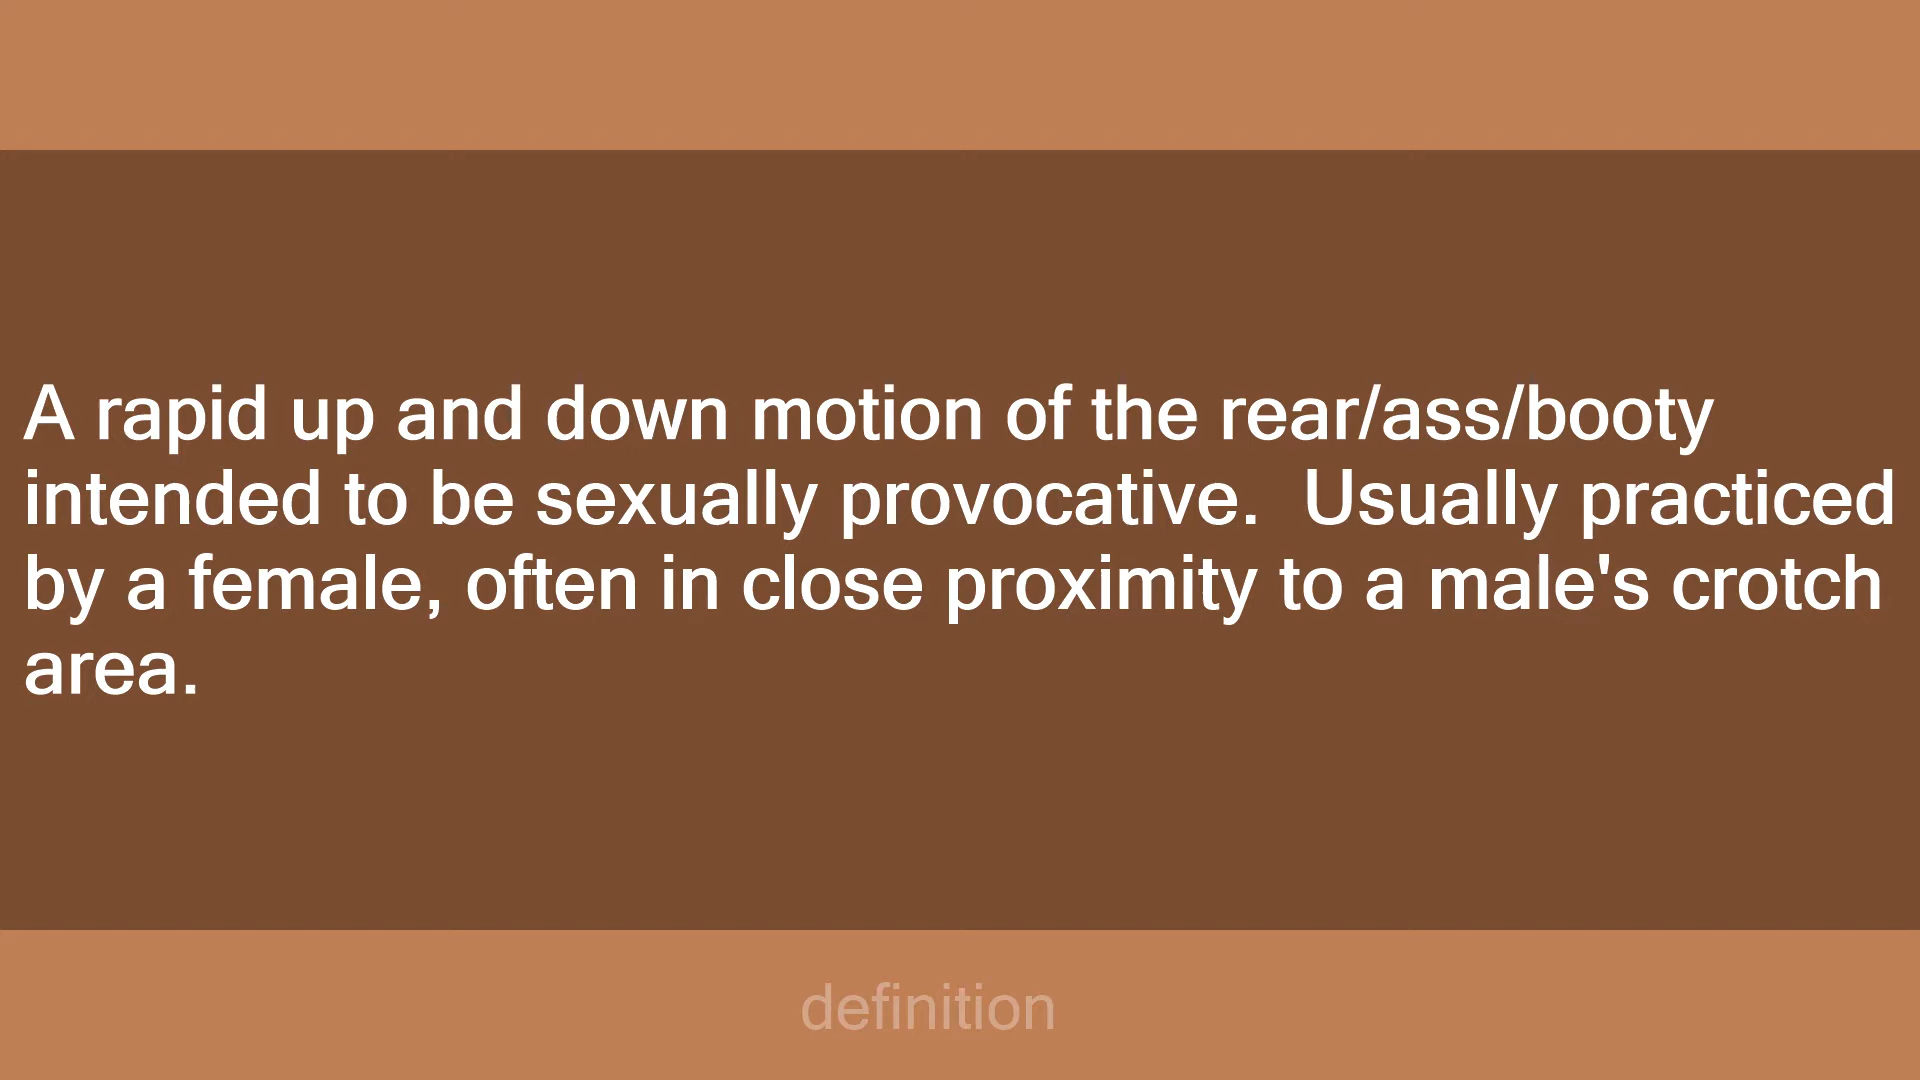 A rapid up and down motion of the rear/ass/booty
intended to be sexually provocative.  Usually practiced
by a female, often in close proximity to a male's crotch
area.
definition